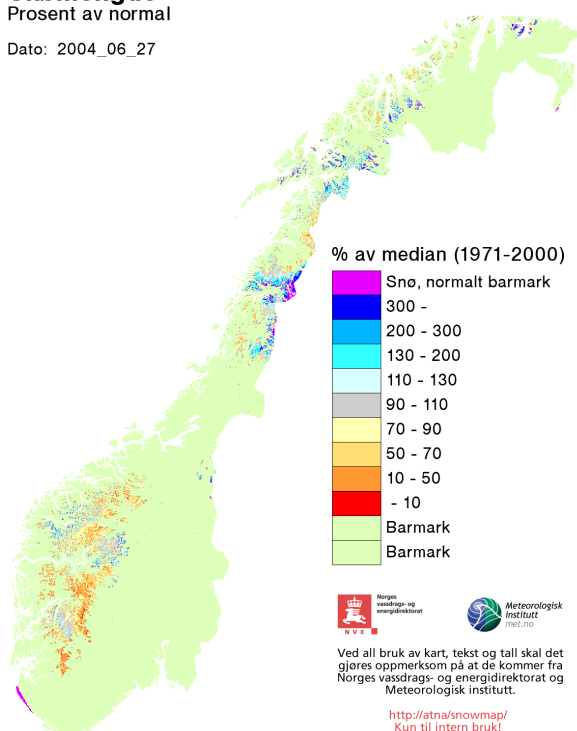 Prosent av normal
Dato: 2004_06_27
% av median (1971-2000)
Snø, normalt barmark
300 -
200 - 300
130 - 200
110 - 130
90 - 110
70 - 90
50 - 70
10 - 50
- 10
Barmark
Barmark
Norges
vassdrags- og
energidirektorat
NVE
Meteorologisk
institutt
met.no
Ved all bruk av kart, tekst og tall skal det
gjøres oppmerksom på at de kommer fra
Norges vassdrags- og energidirektorat og
Meteorologisk institutt.
http://atna/snowmap/
Kun til intern bruk!